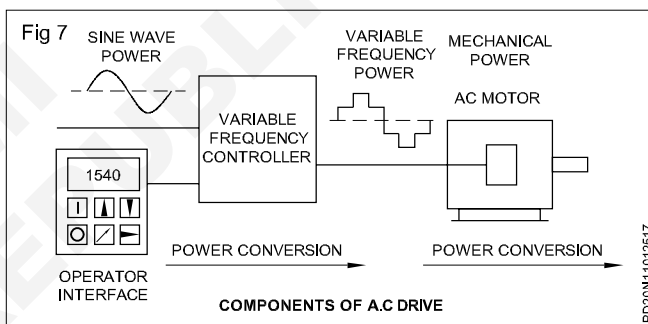 Fig 7
SINE WAVE
POWER
VARIABLE
FREQUENCY
POWER
MECHANICAL
POWER
AC MOTOR
VARIABLE
FREQUENCY
CONTROLLER
1540
OPERATOR
INTERFACE
POWER CONVERSION
POWER CONVERSION
COMPONENTS OF A.C DRIVE